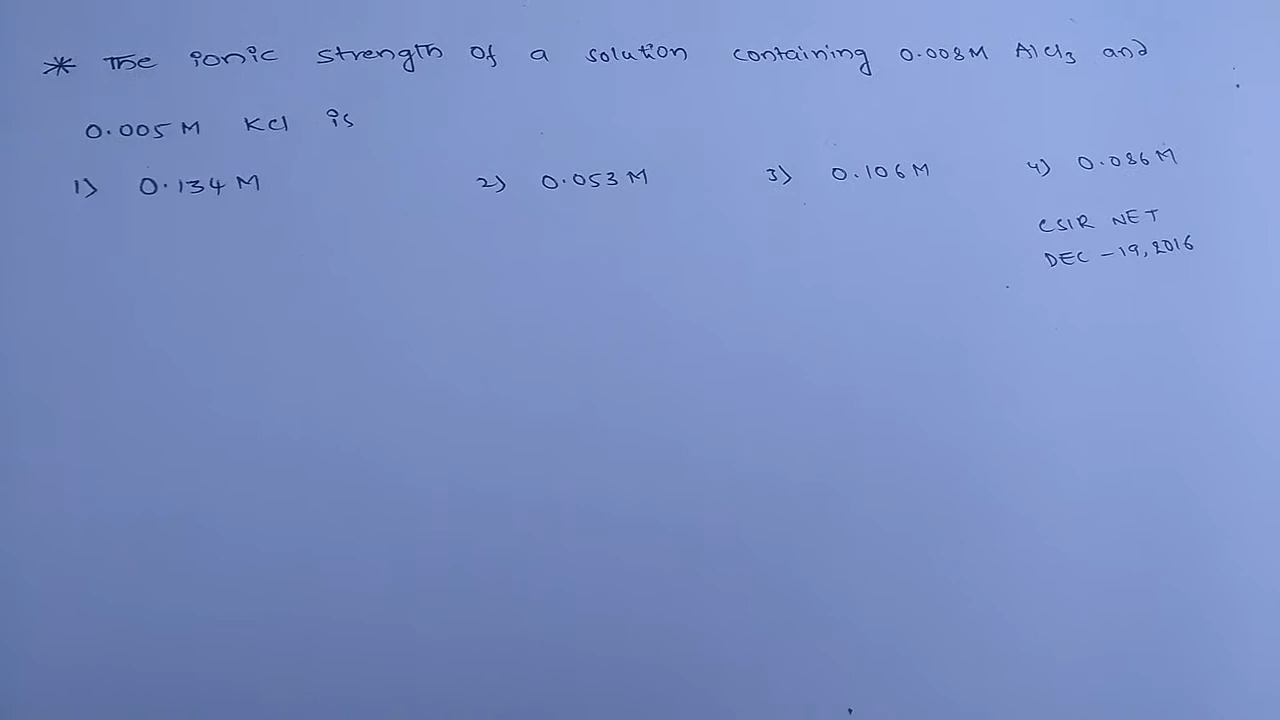 * The ionic strength of a solution containing 0.008M AlCl3 and
0.005M KCl is
1) 0.134 M 2) 0.053 M 3) 0.106 M 4) 0.086 M
CSIR NET
DEC - 19, 2016